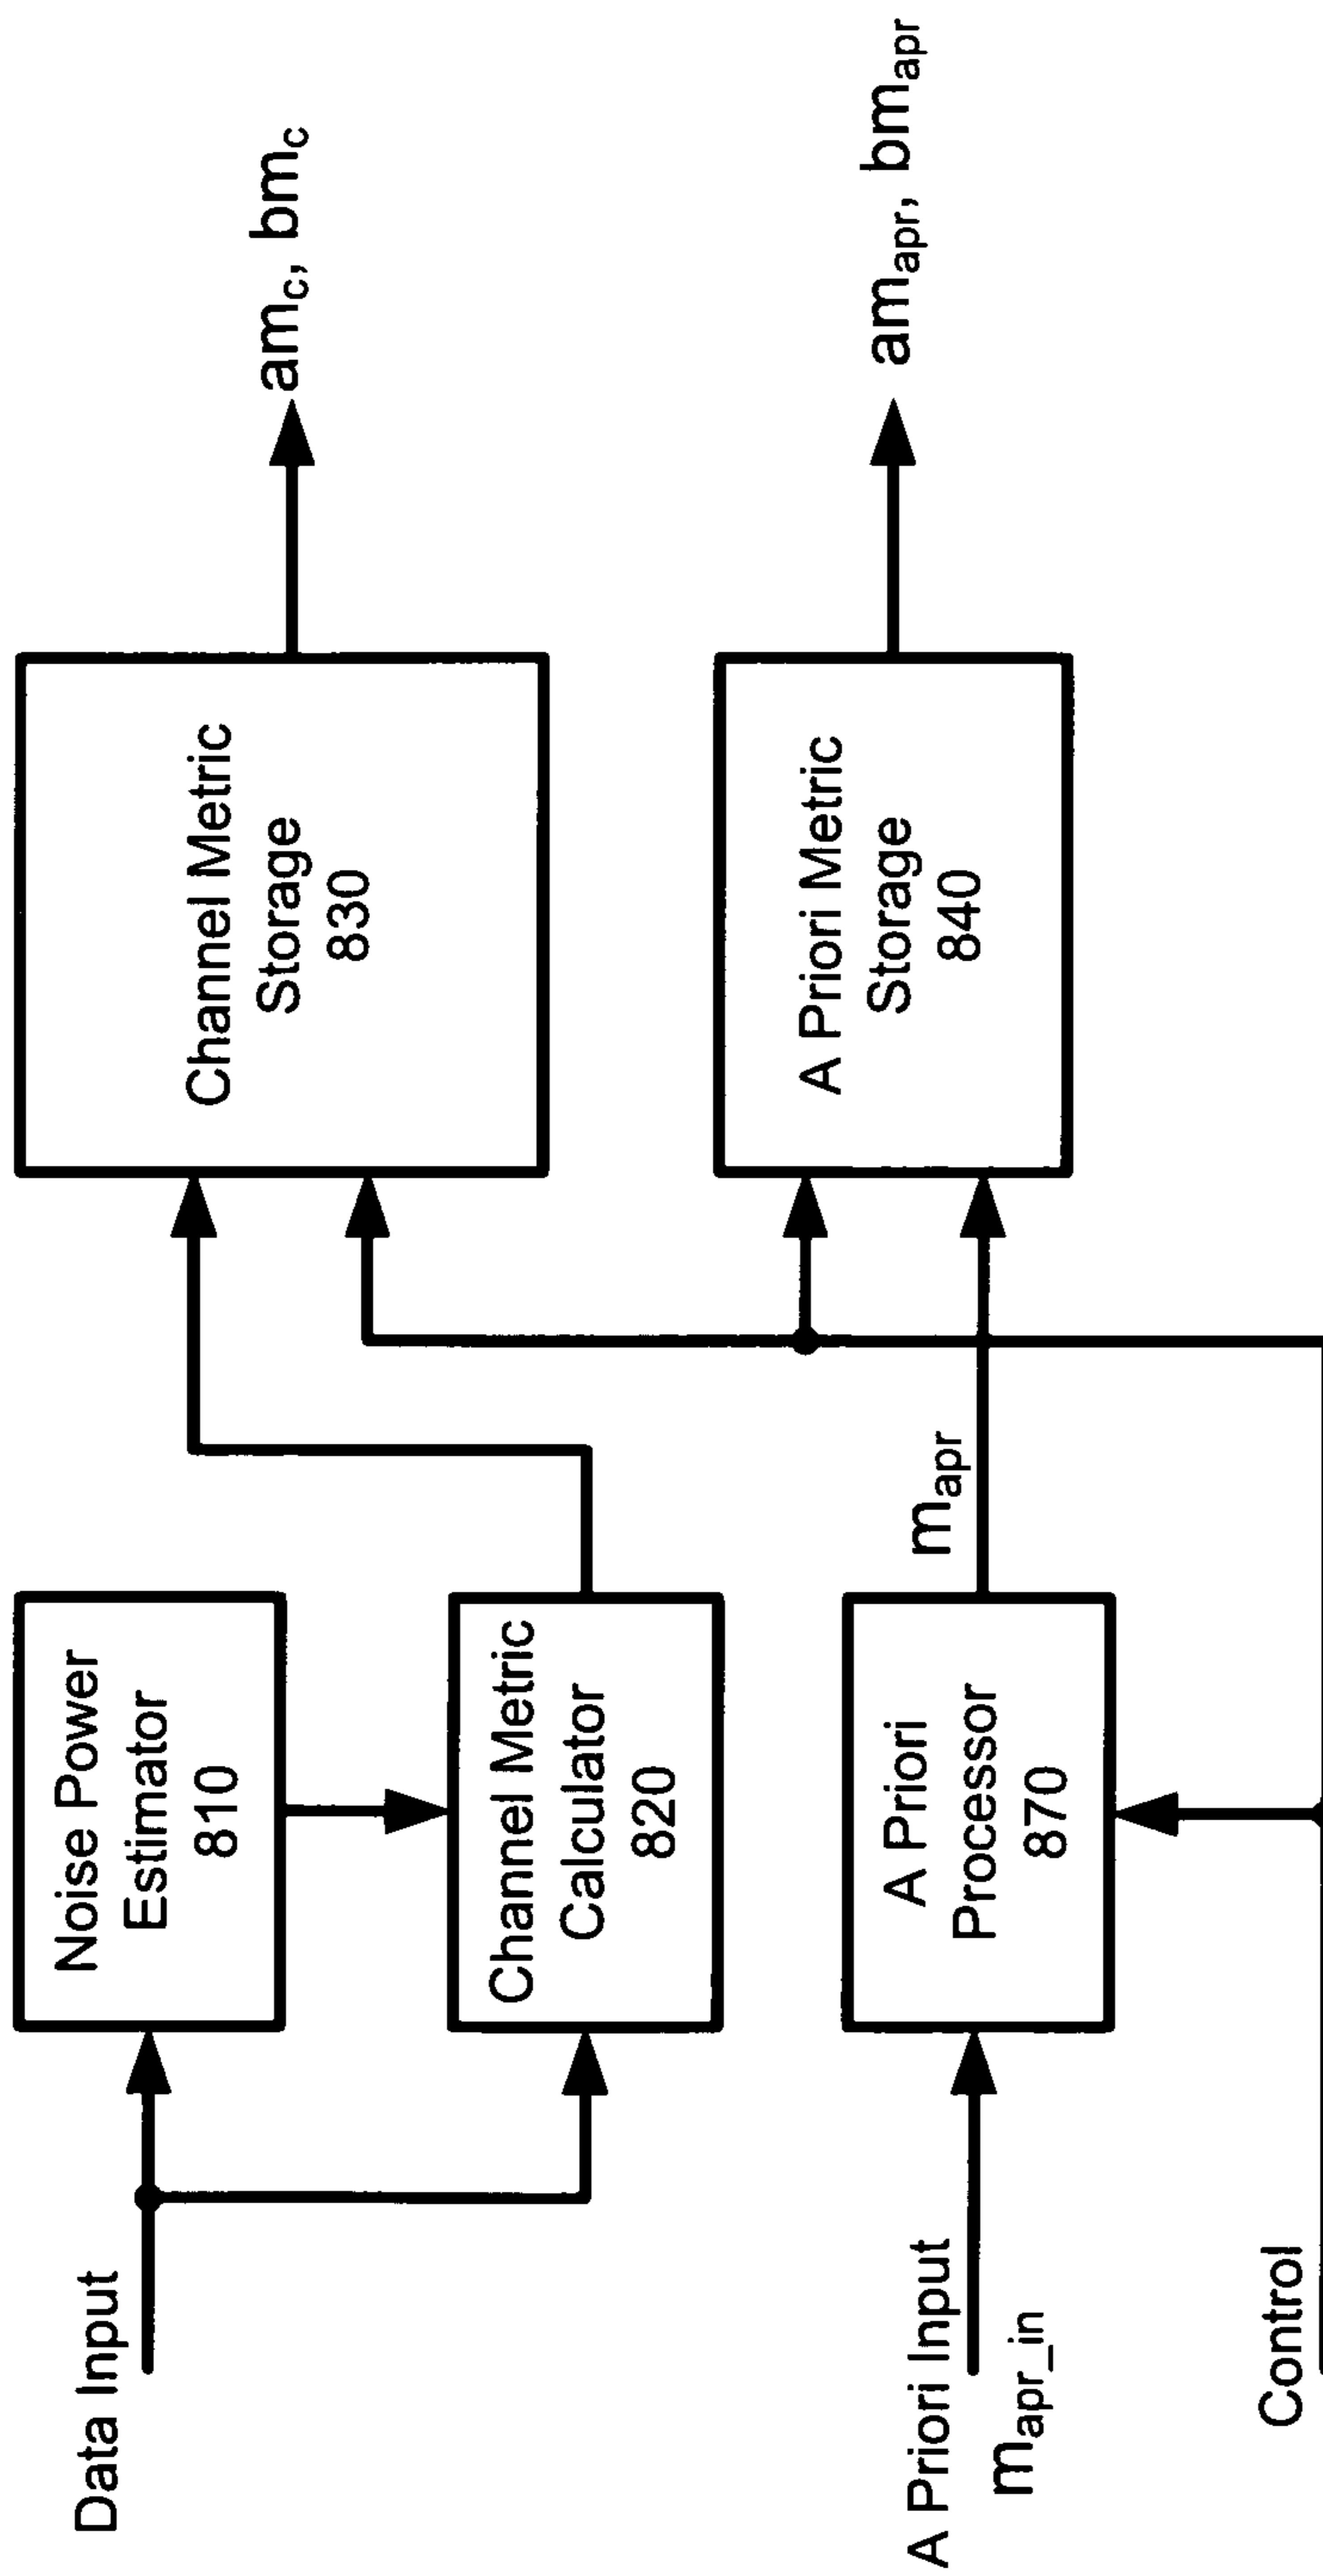 Data Input
Noise Power
Estimator
810
Channel Metric
Calculator
820
Channel Metric
Storage
830
am_c, bm_c
A Priori Input
m_apr_in
A Priori
Processor
870
m_apr
A Priori Metric
Storage
840
am_apr, bm_apr
Control